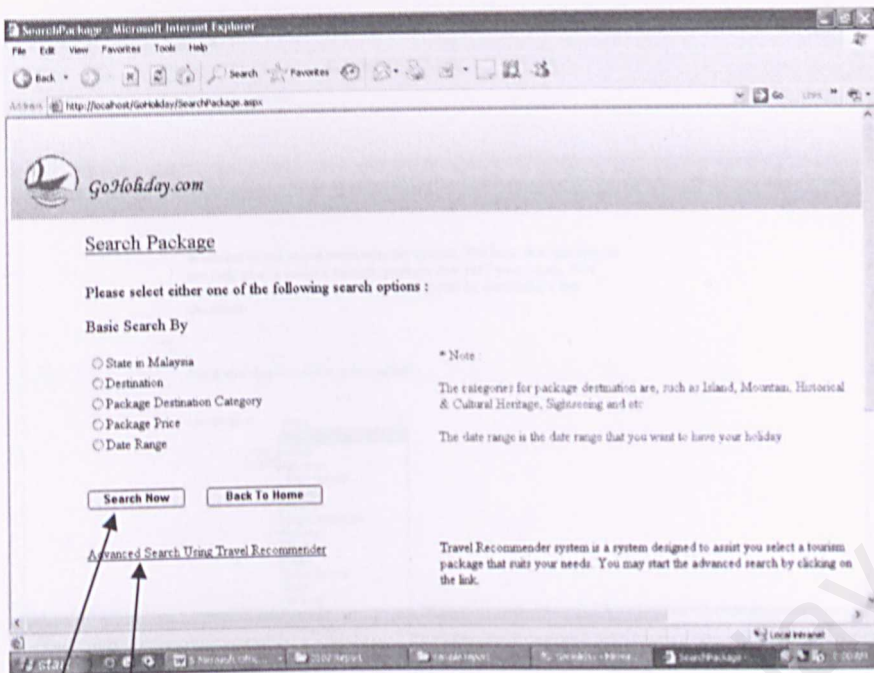 SearchPackage - Microsoft Internet Explorer
File Edit View Favorites Tools Help
Back Search Favorites
Address http://localhost/GoHoliday/SearchPackage.aspx Go Links
GoHoliday.com
Search Package
Please select either one of the following search options :
Basic Search By
State in Malaysia
Destination
Package Destination Category
Package Price
Date Range
* Note :
The categories for package destination are, such as Island, Mountain, Historical
& Cultural Heritage, Sightseeing and etc
The date range is the date range that you want to have your holiday
Search Now Back To Home
Advanced Search Using Travel Recommender
Travel Recommender system is a system designed to assist you select a tourism
package that suits your needs. You may start the advanced search by clicking on
the link.
Local intranet
start SearchPackage